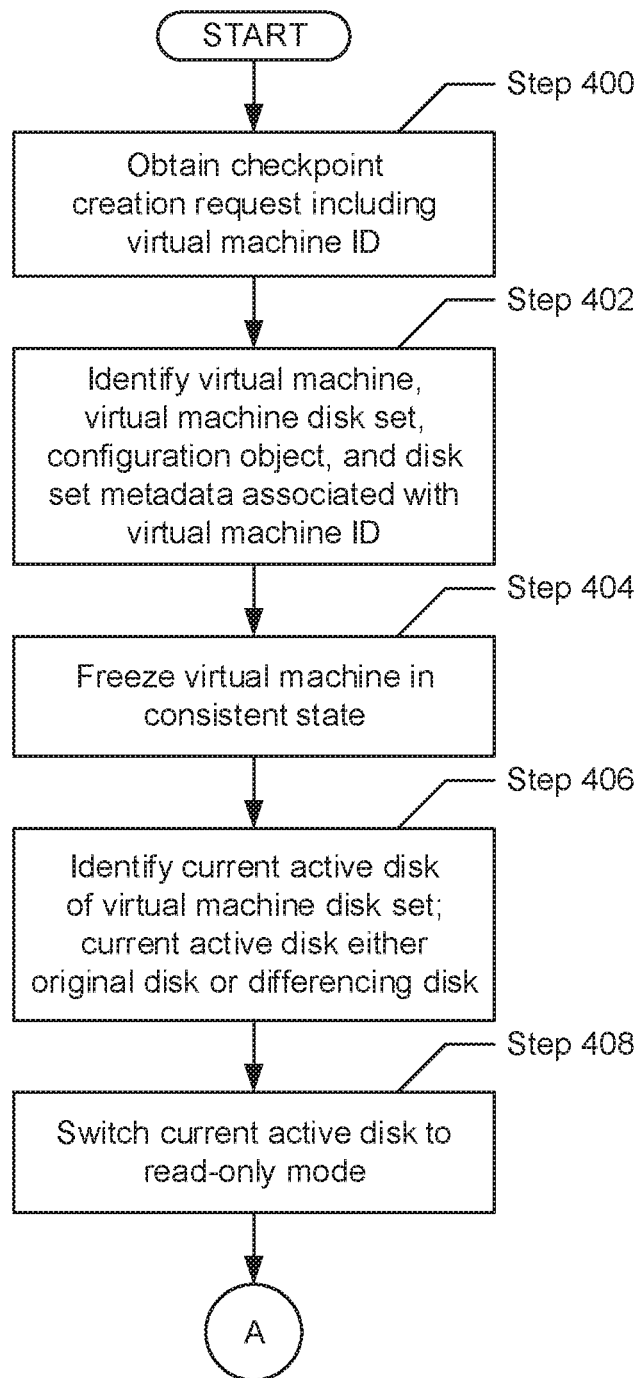 START
Step 400
Obtain checkpoint
creation request including
virtual machine ID
Step 402
Identify virtual machine,
virtual machine disk set,
configuration object, and disk
set metadata associated with
virtual machine ID
Step 404
Freeze virtual machine in
consistent state
Step 406
Identify current active disk
of virtual machine disk set;
current active disk either
original disk or differencing disk
Step 408
Switch current active disk to
read-only mode
A